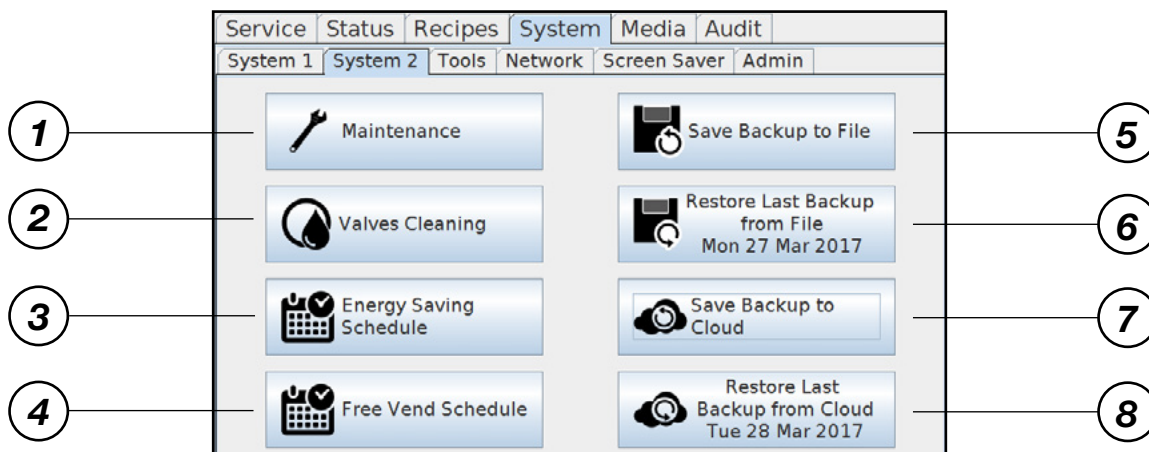 Service Status Recipes System Media Audit
System 1 System 2 Tools Network Screen Saver Admin
1
Maintenance
Save Backup to File
5
2
Valves Cleaning
Restore Last Backup
from File
Mon 27 Mar 2017
6
3
Energy Saving
Schedule
Save Backup to
Cloud
7
4
Free Vend Schedule
Restore Last
Backup from Cloud
Tue 28 Mar 2017
8